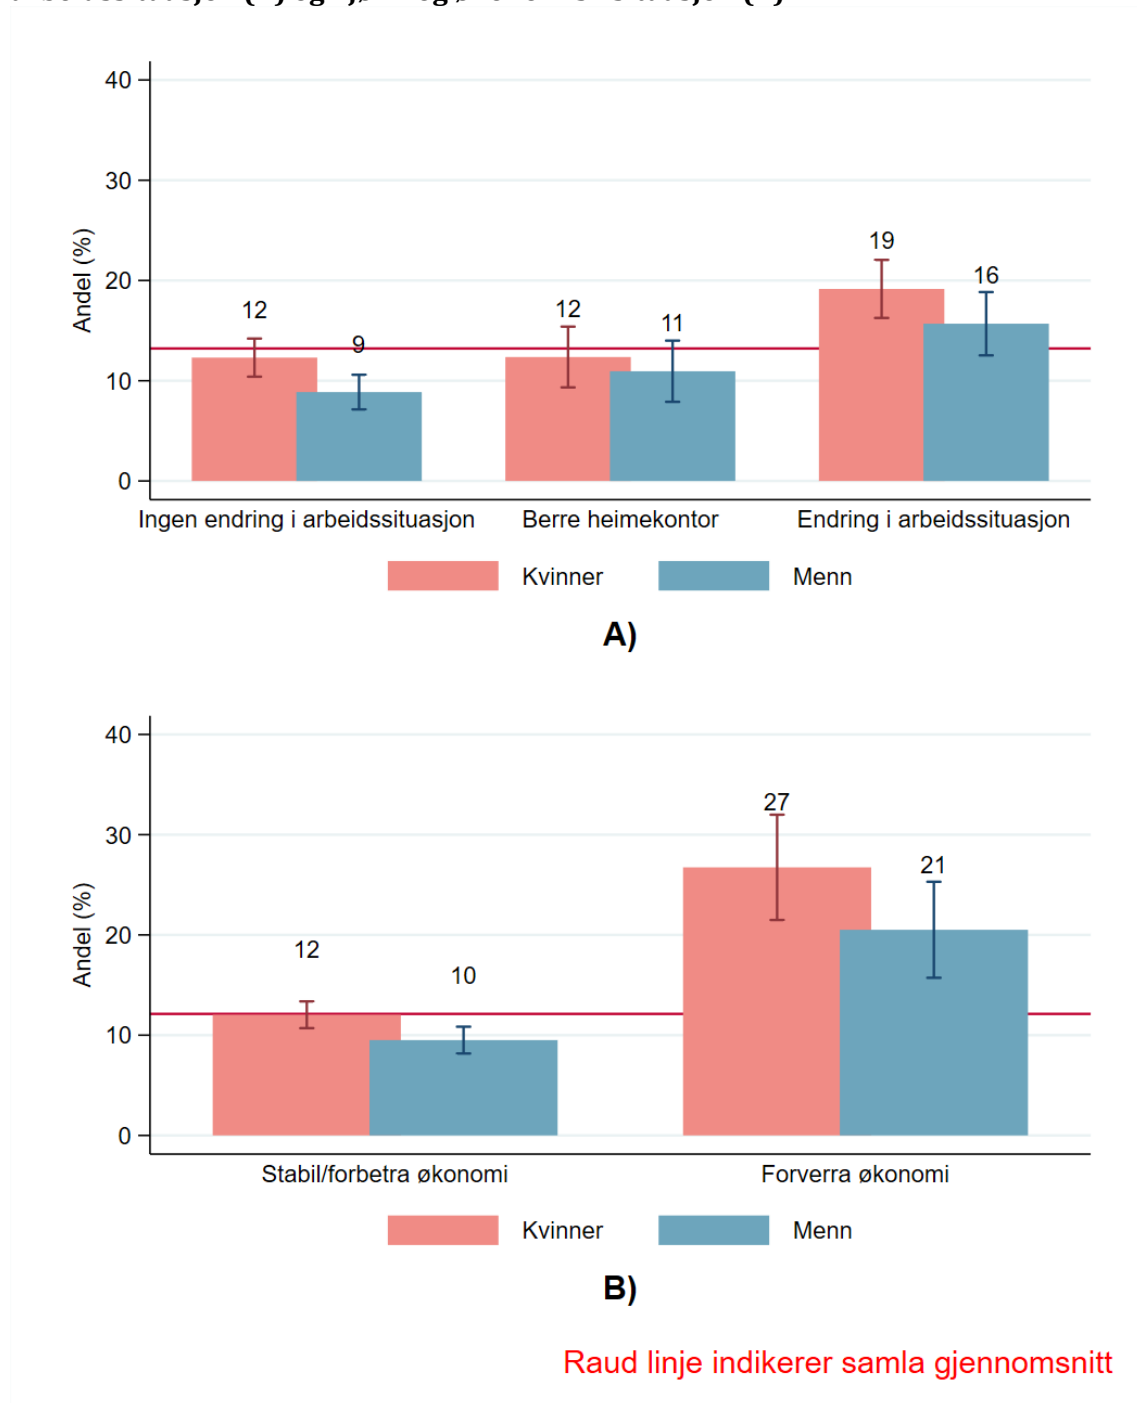 40
30
20
10
0
Andel (%)
12
9
12
11
19
16
Ingen endring i arbeidssituasjon
Berre heimekontor
Endring i arbeidssituasjon
Kvinner
Menn
A)
40
30
20
10
0
Andel (%)
12
10
27
21
Stabil/forbetra økonomi
Forverra økonomi
Kvinner
Menn
B)
Raud linje indikerer samla gjennomsnitt